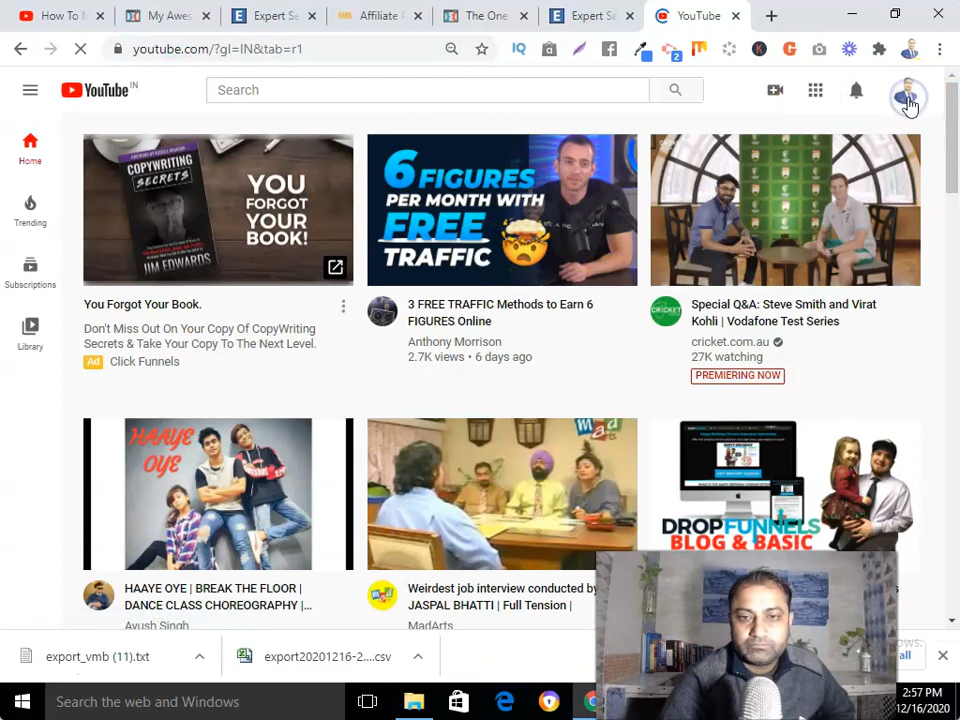 How To M
My Awes
Expert Se
Affiliate P
The One
Expert Se
YouTube
youtube.com/?gl=IN&tab=r1
YouTube IN
Search
Home
Trending
Subscriptions
Library
COPYWRITING
SECRETS
JIM EDWARDS
YOU
FORGOT
YOUR
BOOK!
6 FIGURES
PER MONTH WITH
FREE
TRAFFIC
You Forgot Your Book.
Don't Miss Out On Your Copy Of CopyWriting
Secrets & Take Your Copy To The Next Level.
Ad Click Funnels
3 FREE TRAFFIC Methods to Earn 6
FIGURES Online
Anthony Morrison
2.7K views • 6 days ago
CRICKET
Special Q&A: Steve Smith and Virat
Kohli | Vodafone Test Series
cricket.com.au
27K watching
PREMIERING NOW
HAAYE
OYE
mad
arts
DROPFUNNELS
BLOG & BASIC
HAAYE OYE | BREAK THE FLOOR |
DANCE CLASS CHOREOGRAPHY |...
Ayush Singh
Weirdest job interview conducted by
JASPAL BHATTI | Full Tension |
MadArts
export_vmb (11).txt
export20201216-2....csv
Search the web and Windows
2:57 PM
12/16/2020